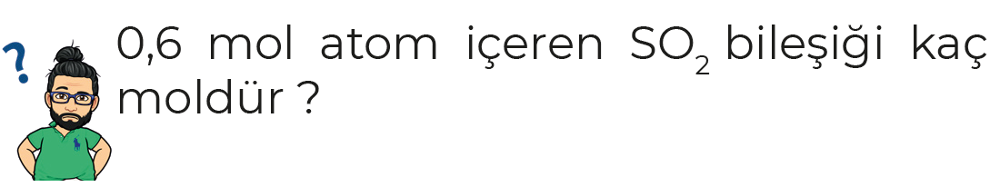 0,6 mol atom içeren SO₂ bileşiği kaç
moldür ?
?